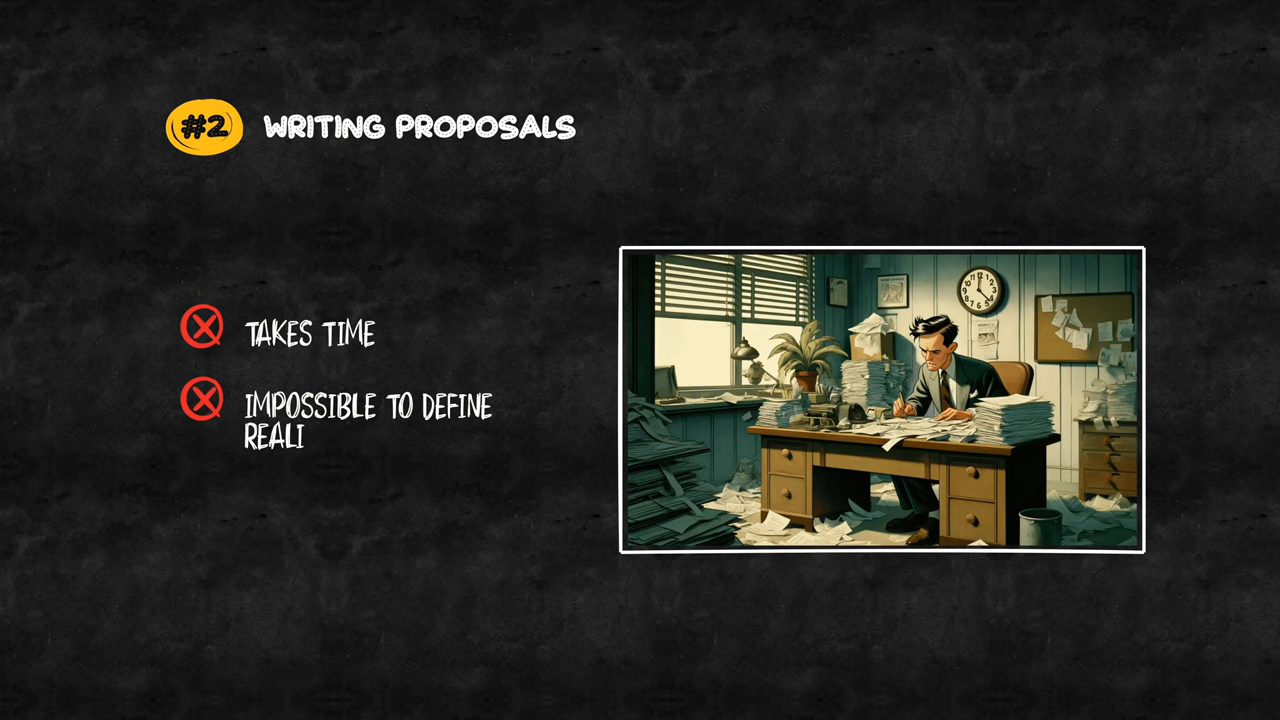 #2 WRITING PROPOSALS
TAKES TIME
IMPOSSIBLE TO DEFINE
REALI